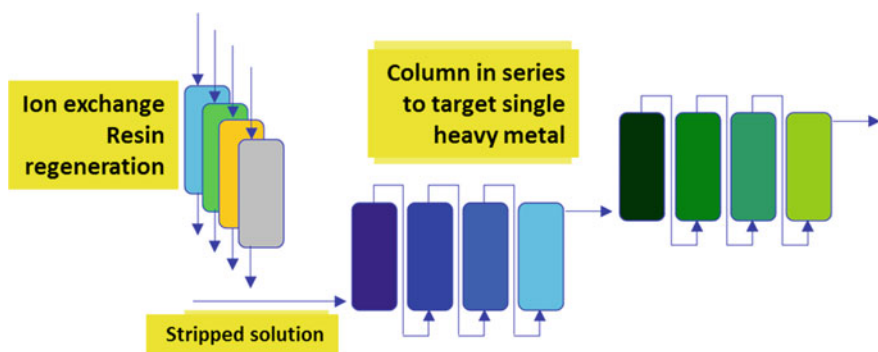 Ion exchange
Resin
regeneration
Column in series
to target single
heavy metal
Stripped solution